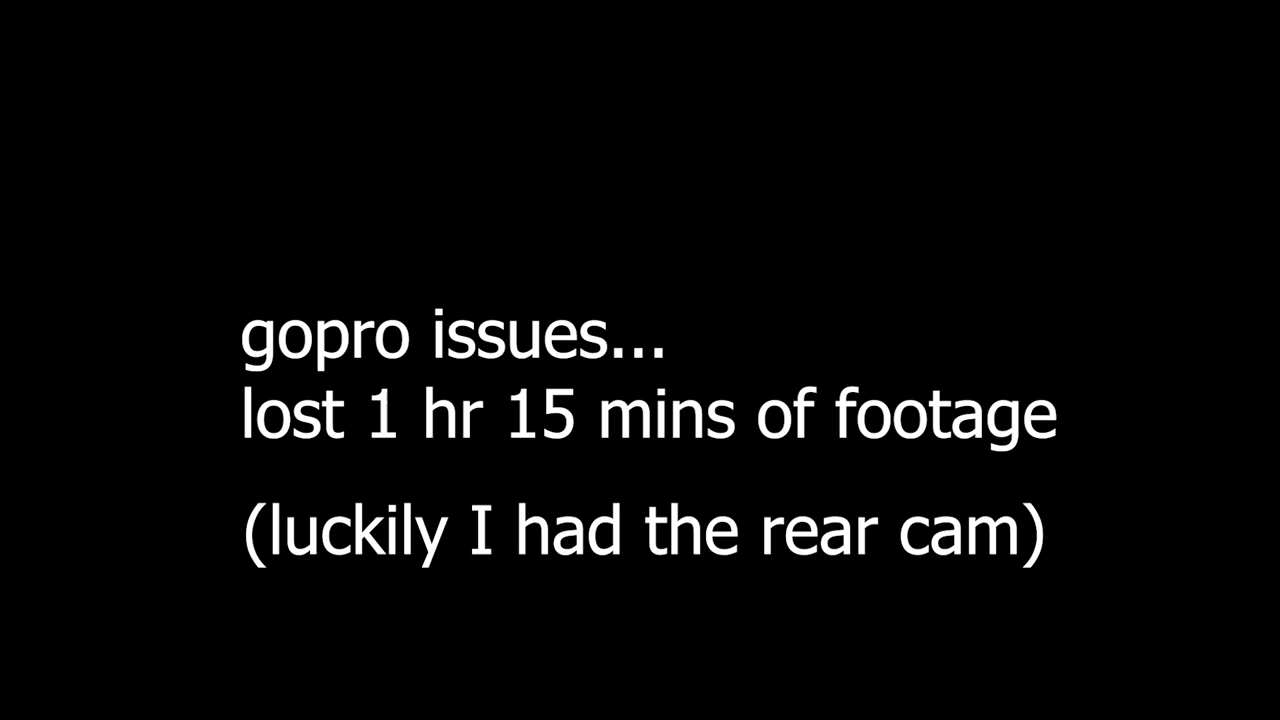 gopro issues...
lost 1 hr 15 mins of footage
(luckily I had the rear cam)